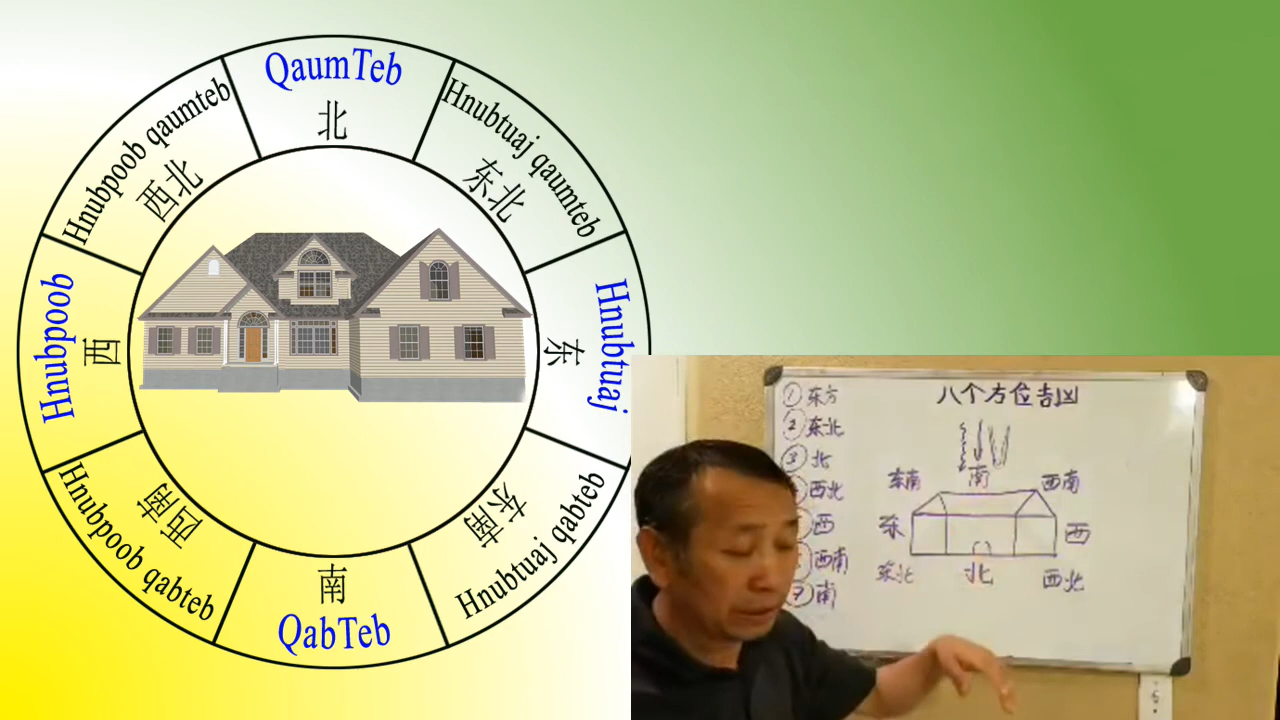 QaumTeb
北
Hnubtuaj qaumteb
东北
Hnubtuaj
东
Hnubtuaj qabteb
东南
南
QabTeb
Hnubpoob qabteb
西南
Hnubpoob
西
Hnubpoob qaumteb
西北
八个方位吉凶
① 东方
② 东北
③ 北
西北
西
西南
⑦ 南
东南 南 西南
东 西
东北 北 西北